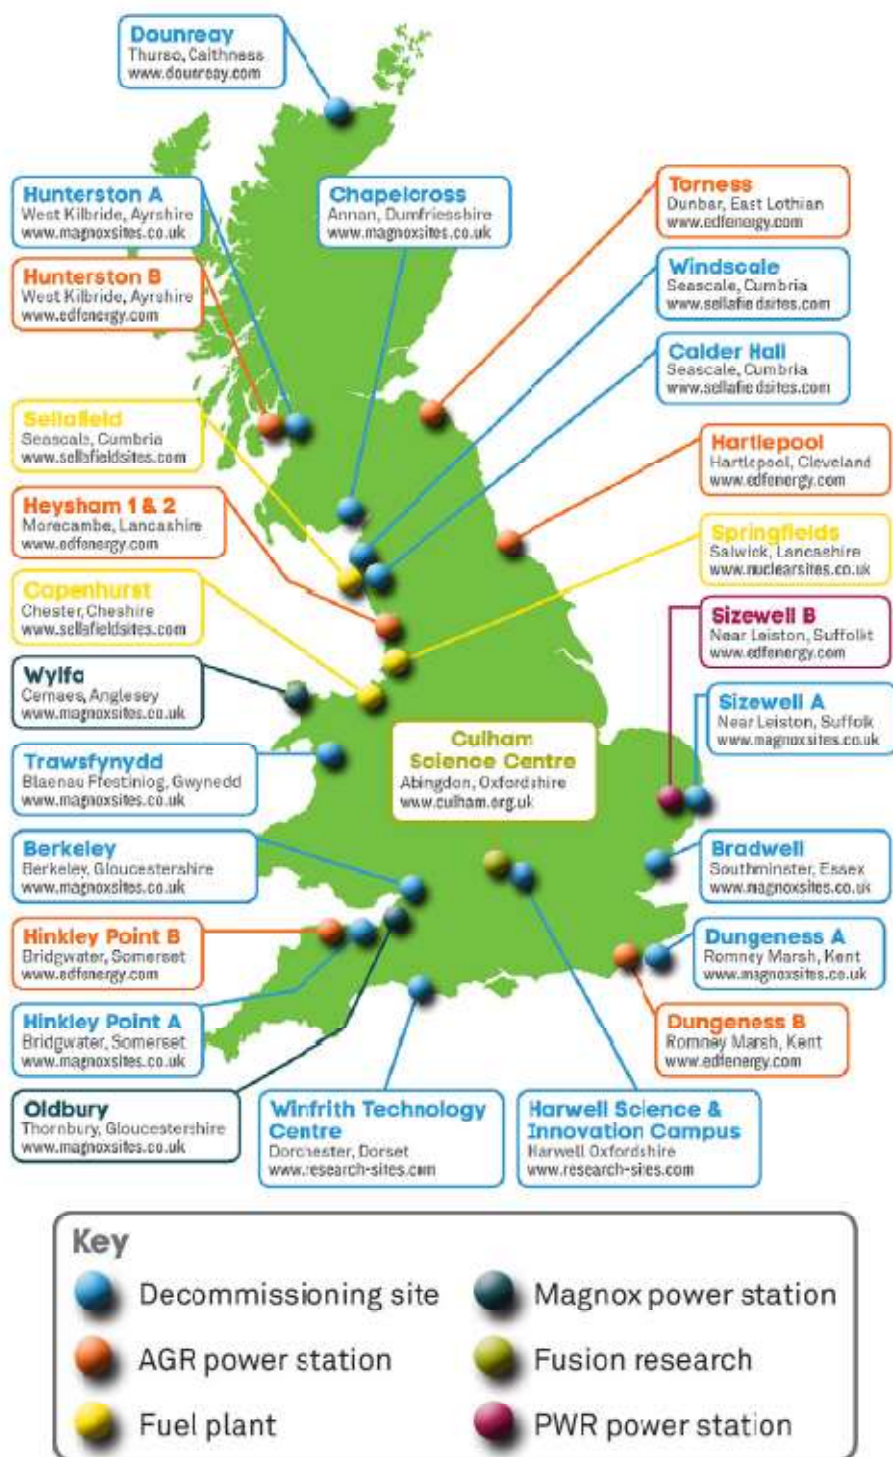 Dounreay
Thurso, Caithness
www.dounreay.com
Hunterston A
West Kilbride, Ayrshire
www.magnoxsites.co.uk
Chapelcross
Annan, Dumfriesshire
www.magnoxsites.co.uk
Torness
Dunbar, East Lothian
www.edfenergy.com
Hunterston B
West Kilbride, Ayrshire
www.edfenergy.com
Windscale
Seascale, Cumbria
www.sellafieldsites.com
Calder Hall
Seascale, Cumbria
www.sellafieldsites.com
Sellafield
Seascale, Cumbria
www.sellafieldsites.com
Hartlepool
Hartlepool, Cleveland
www.edfenergy.com
Heysham 1 & 2
Morecambe, Lancashire
www.edfenergy.com
Springfields
Salwick, Lancashire
www.nuclearsites.co.uk
Capenhurst
Chester, Cheshire
www.sellafieldsites.com
Sizewell B
Near Leiston, Suffolkt
www.edfenergy.com
Wylfa
Cemaes, Anglesey
www.magnoxsites.co.uk
Sizewell A
Near Leiston, Suffolk
www.magnoxsites.co.uk
Trawsfynydd
Blaenau Ffestiniog, Gwynedd
www.magnoxsites.co.uk
Culham
Science Centre
Abingdon, Oxfordshire
www.culham.org.uk
Berkeley
Berkeley, Gloucestershire
www.magnoxsites.co.uk
Bradwell
Southminster, Essex
www.magnoxsites.co.uk
Hinkley Point B
Bridgwater, Somerset
www.edfenergy.com
Dungeness A
Romney Marsh, Kent
www.magnoxsites.co.uk
Hinkley Point A
Bridgwater, Somerset
www.magnoxsites.co.uk
Dungeness B
Romney Marsh, Kent
www.edfenergy.com
Oldbury
Thornbury, Gloucestershire
www.magnoxsites.co.uk
Winfrith Technology
Centre
Dorchester, Dorset
www.research-sites.com
Harwell Science &
Innovation Campus
Harwell Oxfordshire
www.research-sites.com
Key
Decommissioning site
Magnox power station
AGR power station
Fusion research
Fuel plant
PWR power station